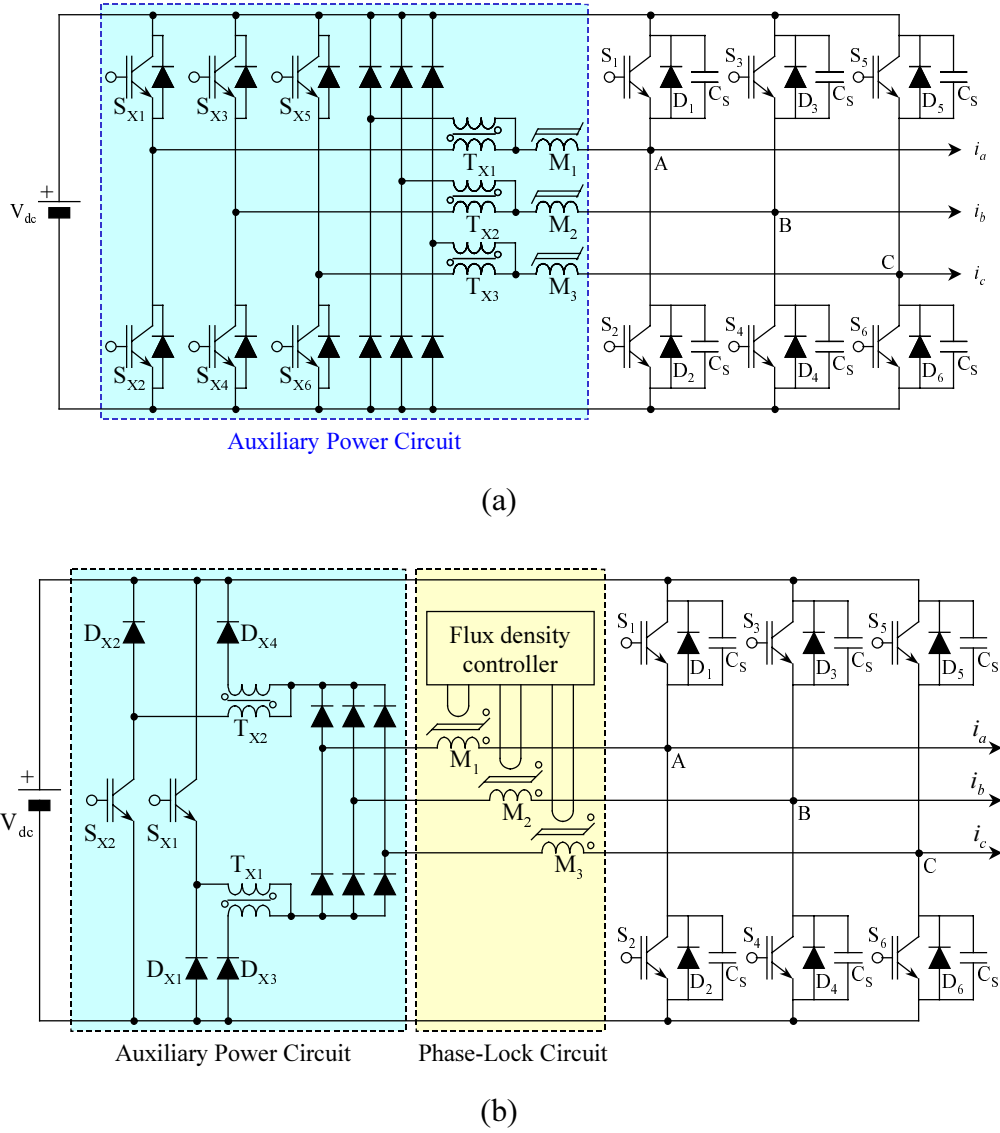 S1 S3 S5
SX1 SX3 SX5 D1 CS D3 CS D5 CS
TX1 M1 A ia
+
Vdc
TX2 M2 B ib
TX3 M3 C ic
S2 S4 S6
SX2 SX4 SX6 D2 CS D4 CS D6 CS
Auxiliary Power Circuit
(a)
DX2 DX4 Flux density S1 S3 S5
controller
D1 CS D3 CS D5 CS
TX2 M1 A ia
+
Vdc
SX2 SX1 M2 B ib
TX1 M3 C ic
S2 S4 S6
DX1 DX3 D2 CS D4 CS D6 CS
Auxiliary Power Circuit Phase-Lock Circuit
(b)